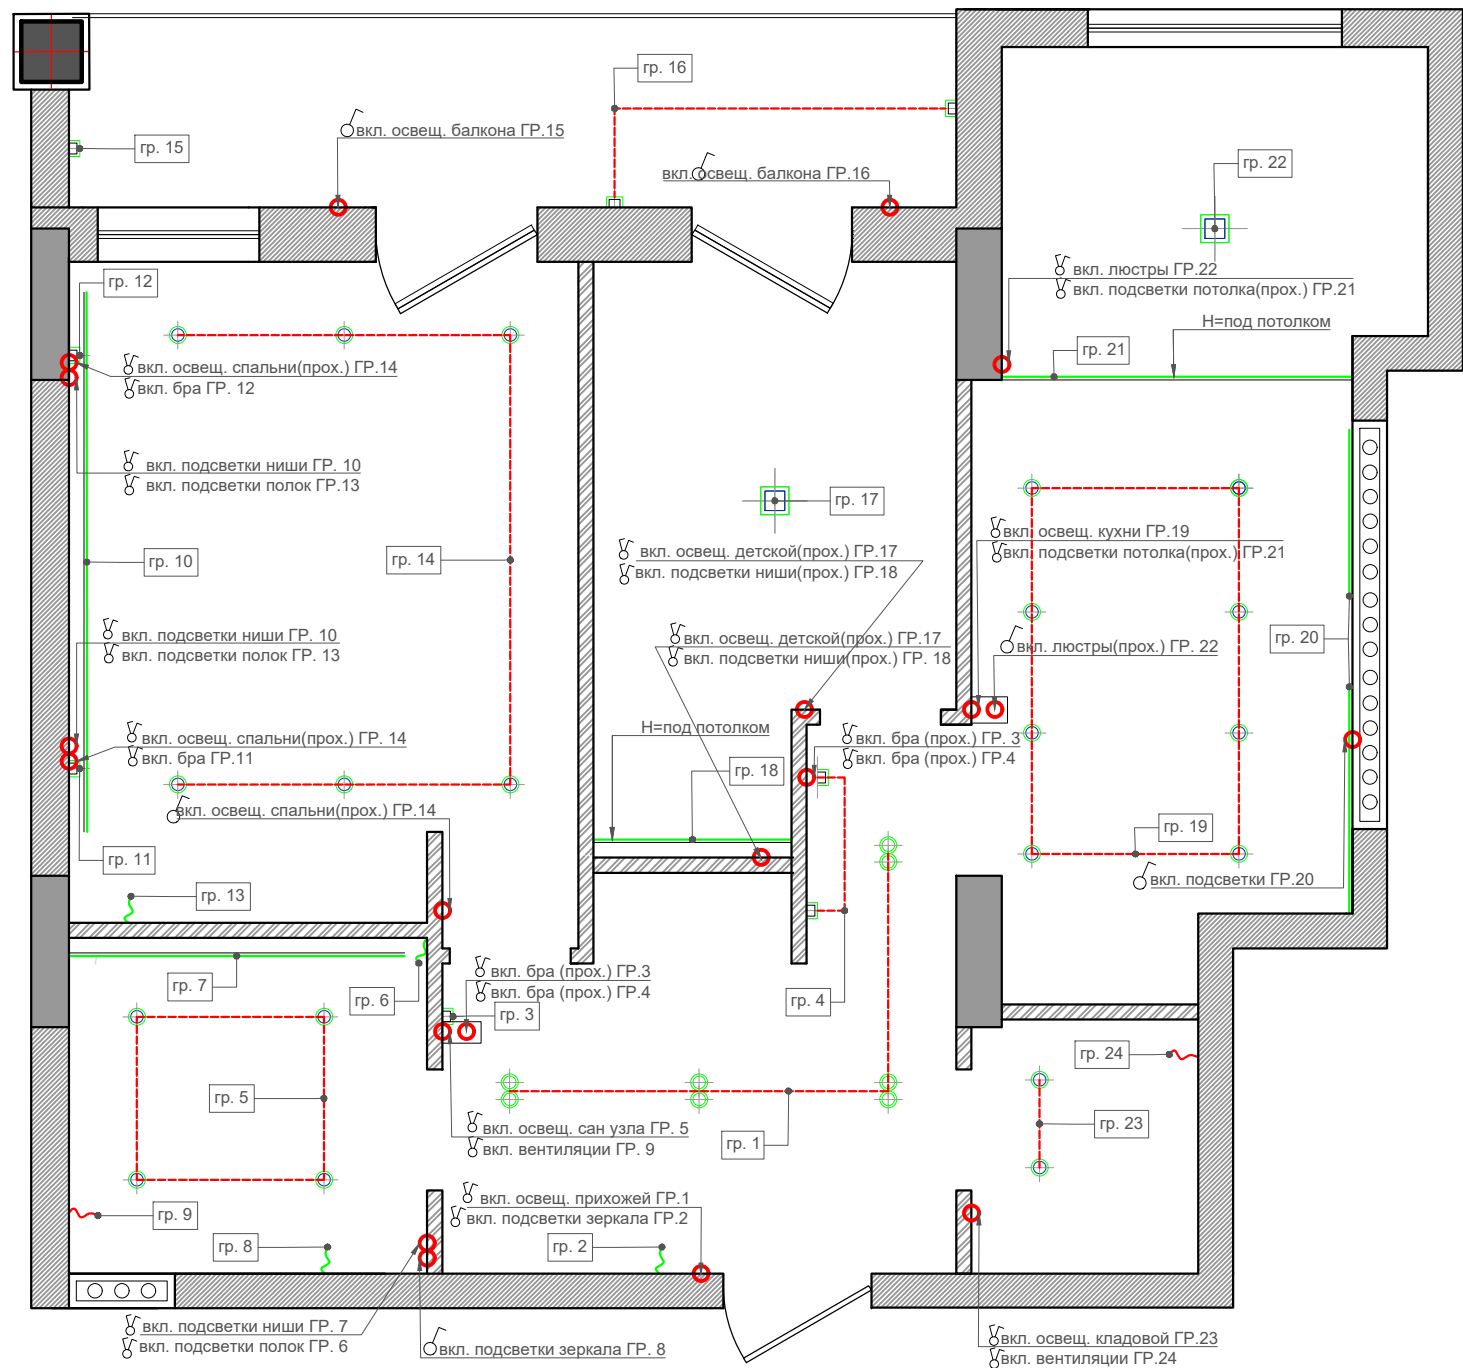 гр. 16
вкл. освещ. балкона ГР.15
гр. 15
вкл. освещ. балкона ГР.16
гр. 22
гр. 12
вкл. люстры ГР.22
вкл. подсветки потолка(прох.) ГР.21
Н=под потолком
гр. 21
вкл. освещ. спальни(прох.) ГР.14
вкл. бра ГР. 12
вкл. подсветки ниши ГР. 10
вкл. подсветки полок ГР.13
гр. 17
гр. 10
гр. 14
вкл. освещ. детской(прох.) ГР.17
вкл. подсветки ниши(прох.) ГР.18
вкл. освещ. кухни ГР.19
вкл. подсветки потолка(прох.) ГР.21
вкл. подсветки ниши ГР. 10
вкл. подсветки полок ГР. 13
вкл. освещ. детской(прох.) ГР.17
вкл. подсветки ниши(прох.) ГР. 18
вкл. люстры(прох.) ГР. 22
гр. 20
вкл. освещ. спальни(прох.) ГР. 14
вкл. бра ГР.11
Н=под потолком
вкл. бра (прох.) ГР. 3
вкл. бра (прох.) ГР.4
гр. 18
вкл. освещ. спальни(прох.) ГР.14
гр. 19
гр. 11
гр. 13
вкл. подсветки ГР.20
гр. 7
гр. 6
вкл. бра (прох.) ГР.3
вкл. бра (прох.) ГР.4
гр. 3
гр. 4
гр. 24
гр. 5
гр. 23
вкл. освещ. сан узла ГР. 5
вкл. вентиляции ГР. 9
гр. 1
вкл. освещ. прихожей ГР.1
вкл. подсветки зеркала ГР.2
гр. 9
гр. 8
гр. 2
вкл. подсветки ниши ГР. 7
вкл. подсветки полок ГР. 6
вкл. подсветки зеркала ГР. 8
вкл. освещ. кладовой ГР.23
вкл. вентиляции ГР.24